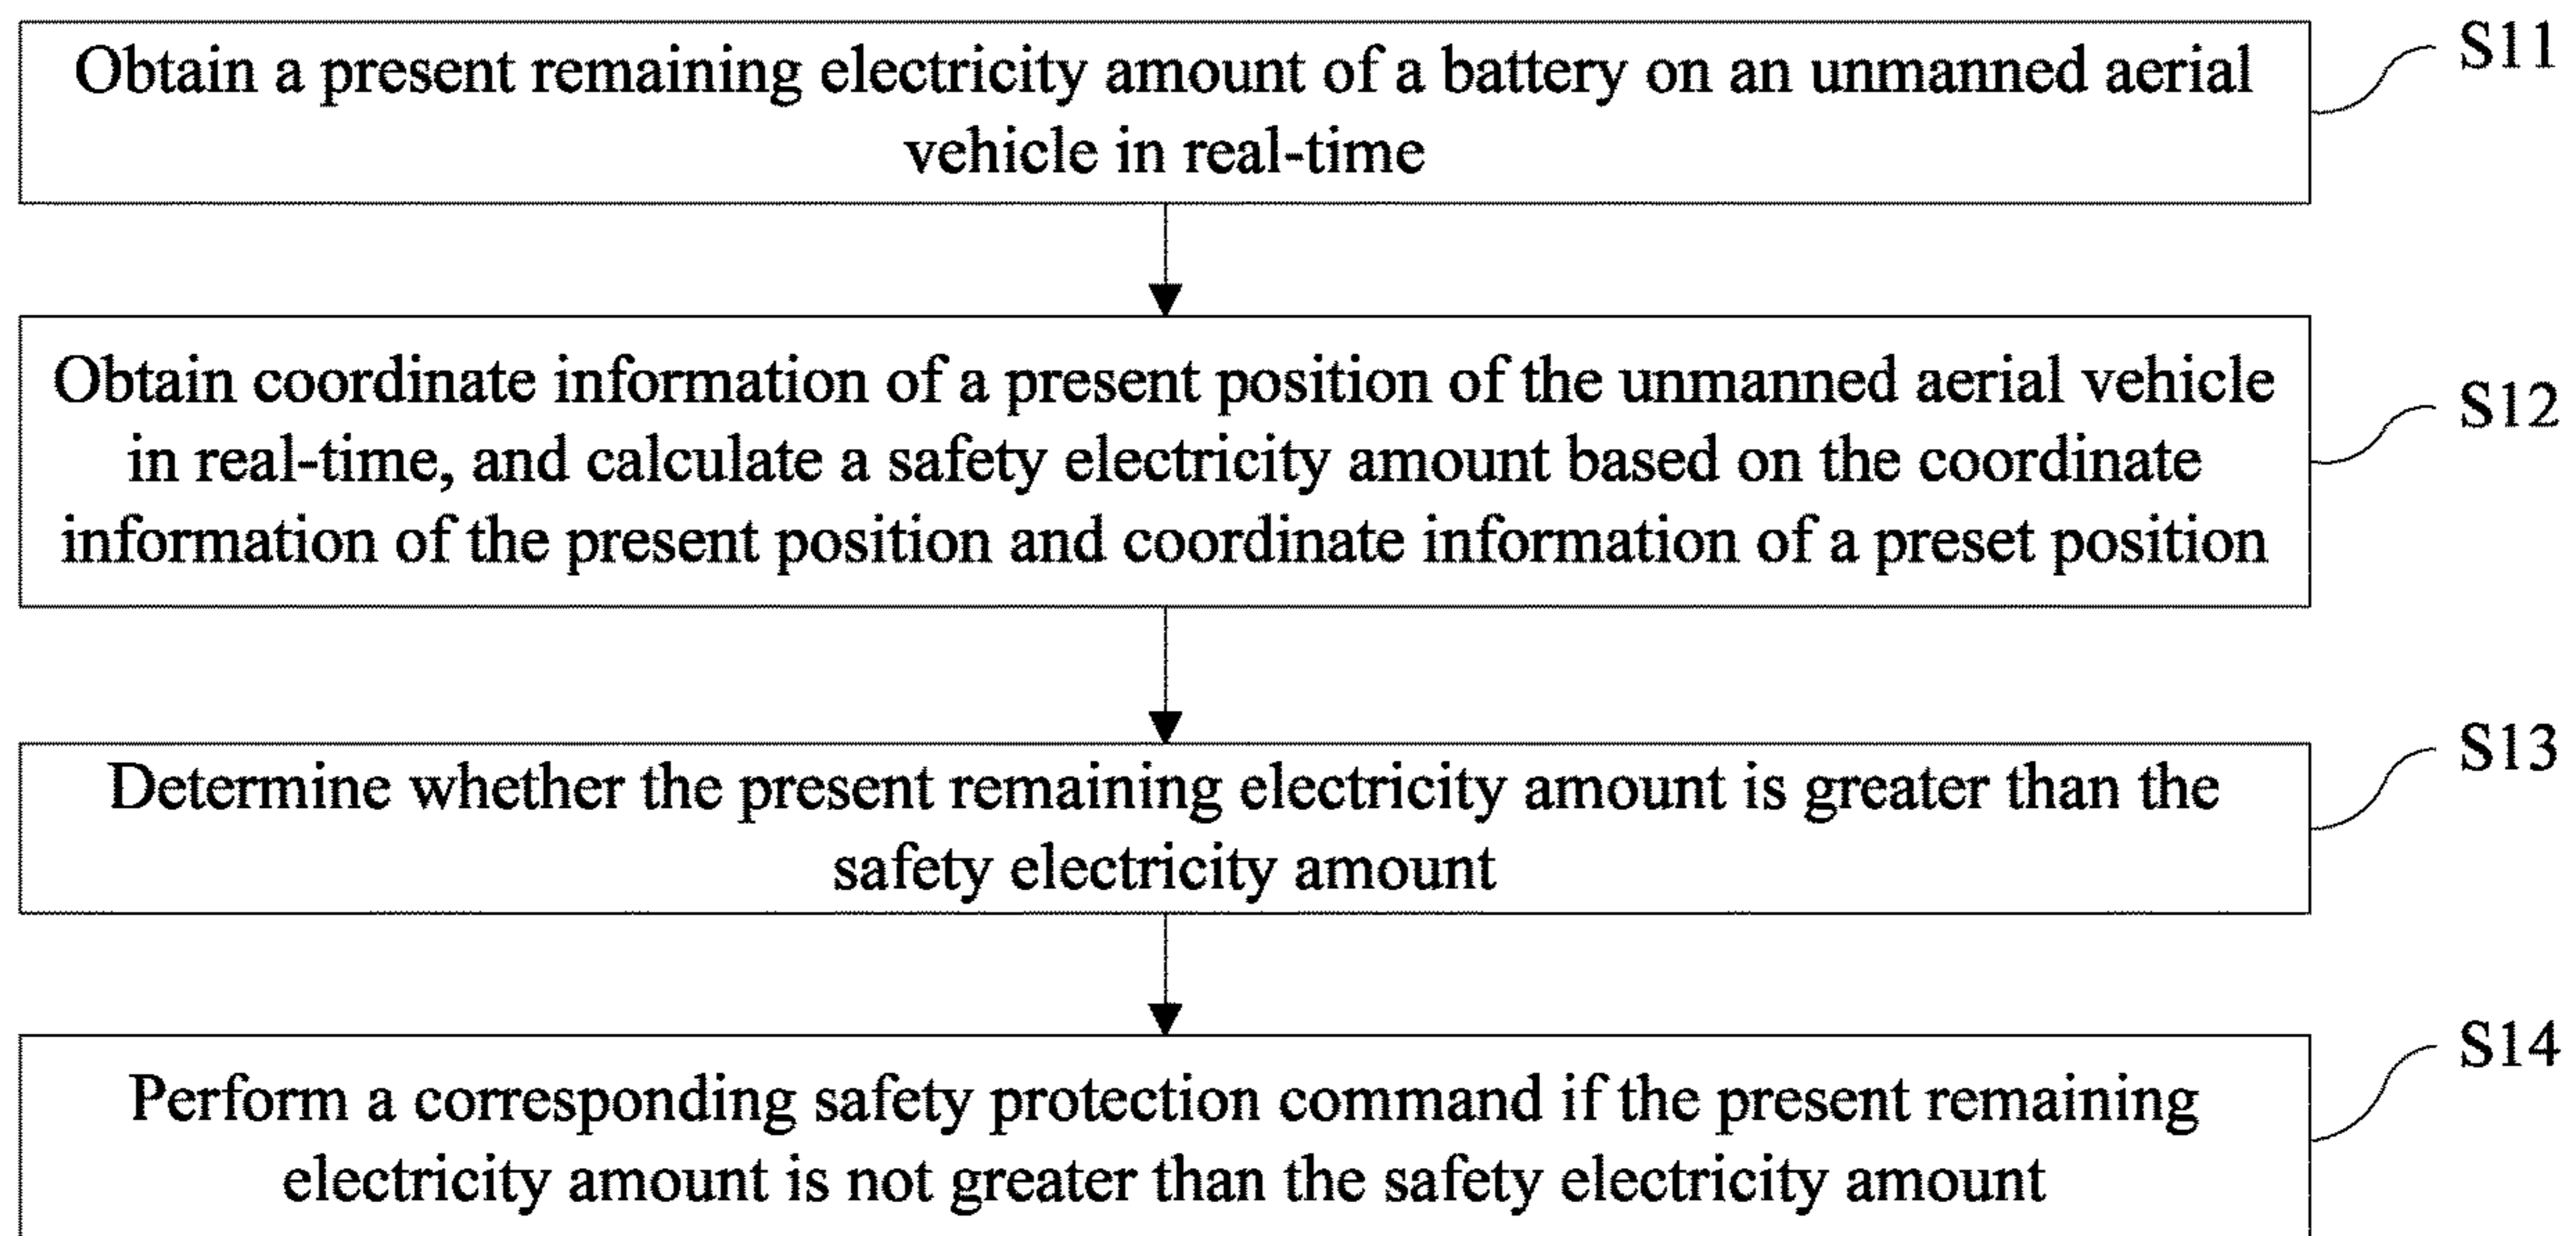 Obtain a present remaining electricity amount of a battery on an unmanned aerial
vehicle in real-time
S11
Obtain coordinate information of a present position of the unmanned aerial vehicle
in real-time, and calculate a safety electricity amount based on the coordinate
information of the present position and coordinate information of a preset position
S12
Determine whether the present remaining electricity amount is greater than the
safety electricity amount
S13
Perform a corresponding safety protection command if the present remaining
electricity amount is not greater than the safety electricity amount
S14